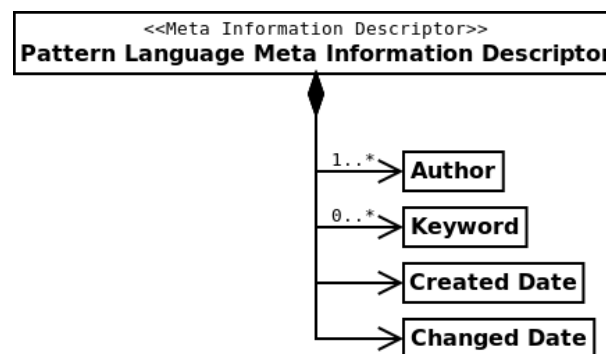 <<Meta Information Descriptor>>
Pattern Language Meta Information Descriptor
1..*
Author
0..*
Keyword
Created Date
Changed Date